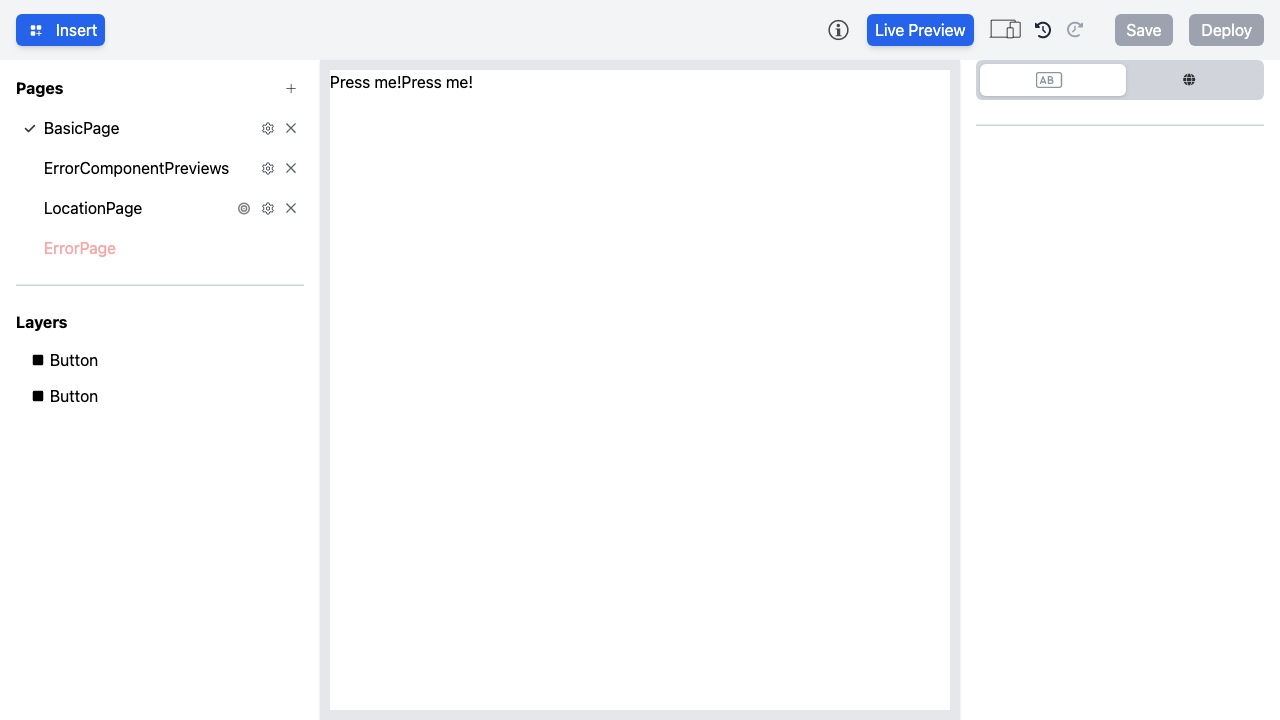 Insert
Live Preview
Save
Deploy
Pages
BasicPage
ErrorComponentPreviews
LocationPage
ErrorPage
Layers
Button
Button
Press me!Press me!
AB